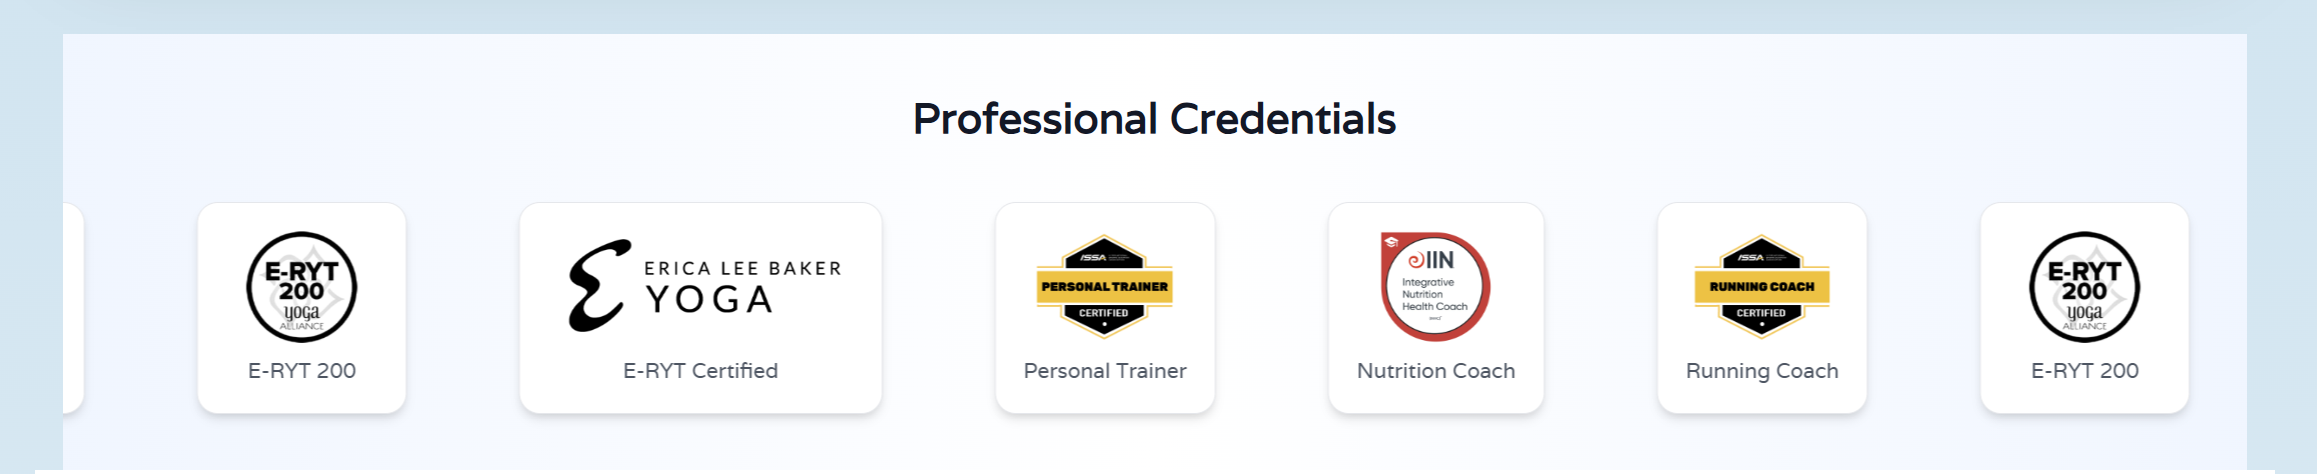 Professional Credentials
E-RYT
200
yoga
ALLIANCE
E-RYT 200
ERICA LEE BAKER
YOGA
E-RYT Certified
ISSA
PERSONAL TRAINER
CERTIFIED
Personal Trainer
IIN
Integrative
Nutrition
Health Coach
Nutrition Coach
ISSA
RUNNING COACH
CERTIFIED
Running Coach
E-RYT
200
yoga
ALLIANCE
E-RYT 200